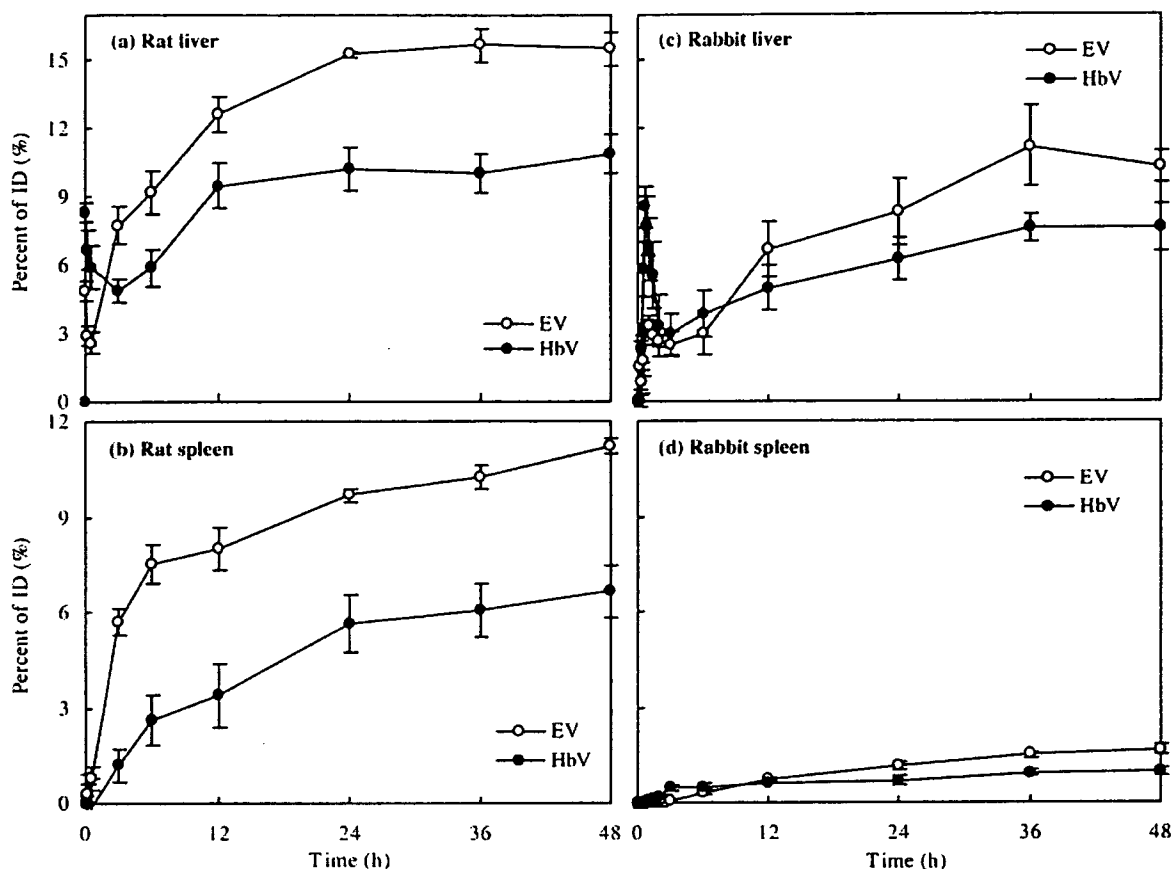 (a) Rat liver
Percent of ID (%)
15
12
9
6
3
0
EV
HbV
(c) Rabbit liver
EV
HbV
(b) Rat spleen
Percent of ID (%)
12
9
6
3
0
EV
HbV
0
12
24
36
48
Time (h)
(d) Rabbit spleen
EV
HbV
0
12
24
36
48
Time (h)